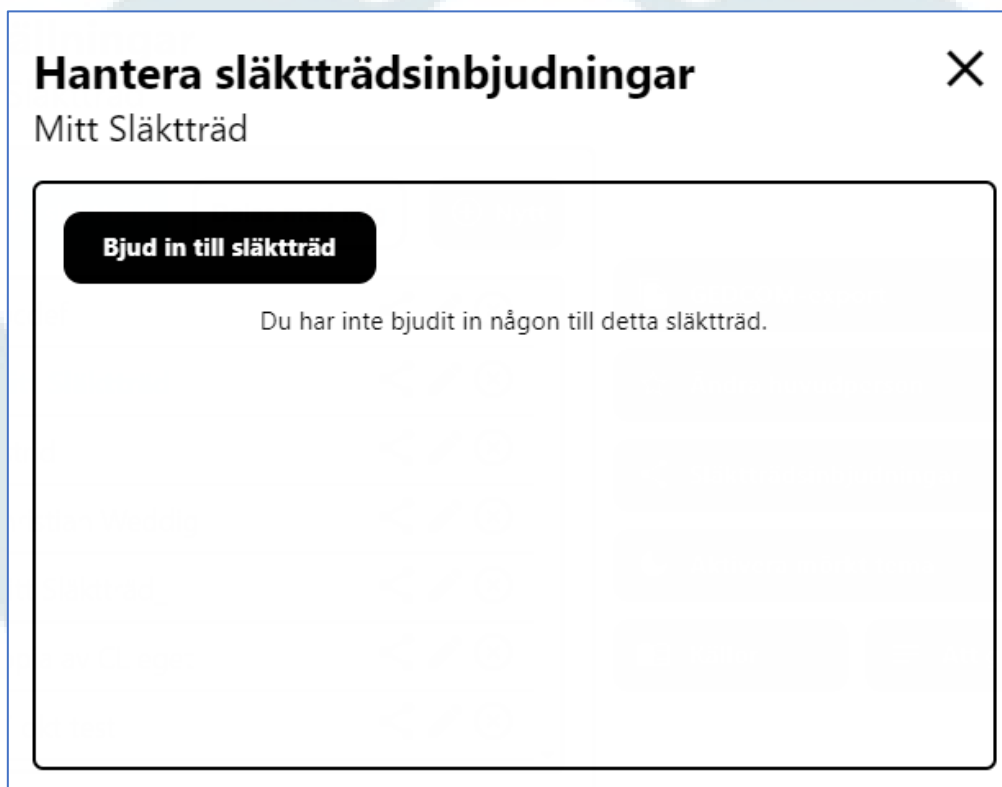 Hantera släktträdsinbjudningar
Mitt Släktträd
Bjud in till släktträd
Du har inte bjudit in någon till detta släktträd.